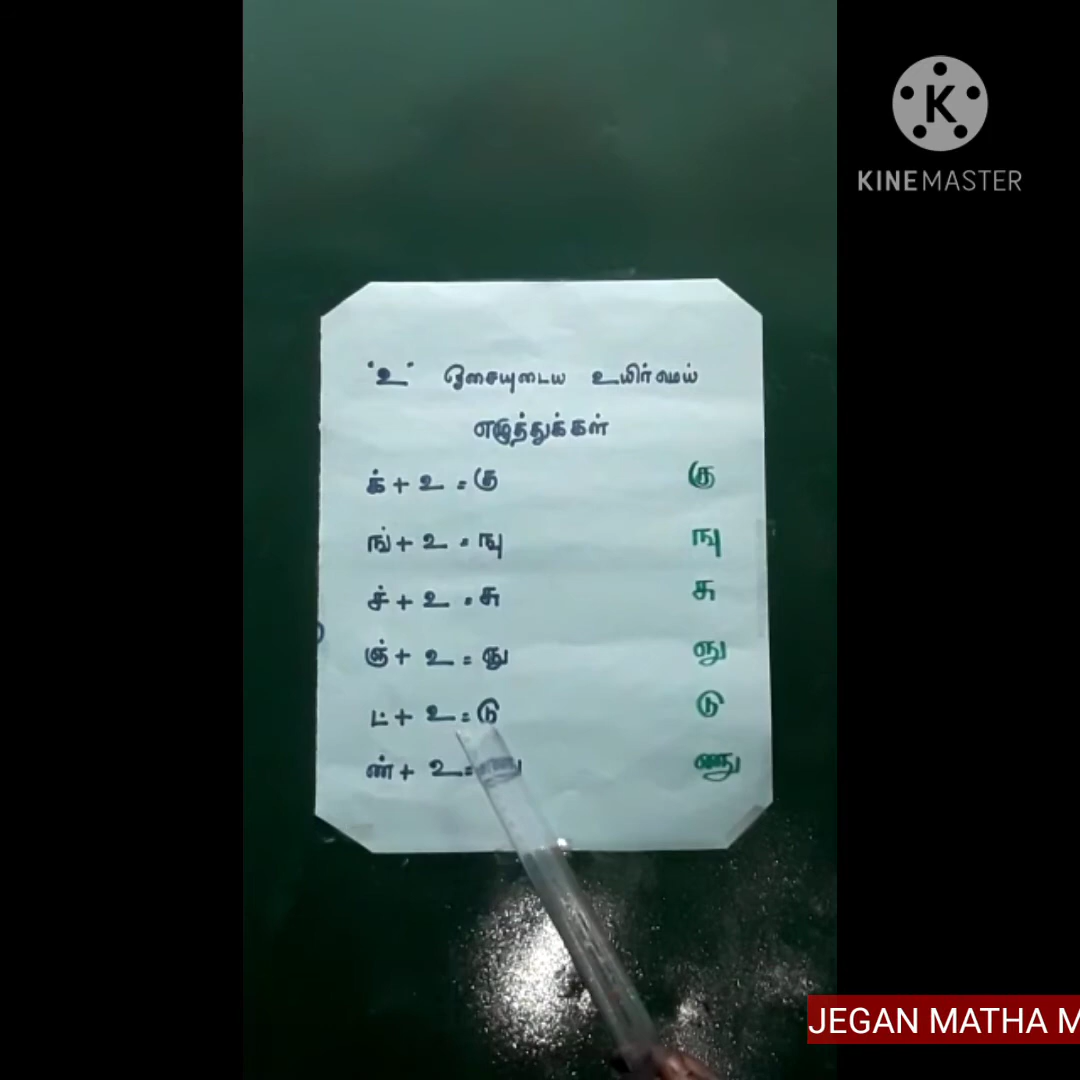 "உ" ஓசையுடைய உயிர்மெய்
எழுத்துக்கள்
க் + உ = கு கு
ங் + உ = ஙு ஙு
ச் + உ = சு சு
ஞ் + உ = ஞு ஞு
ட் + உ = டு டு
ண் + உ = ணு
KINEMASTER
JEGAN MATHA M